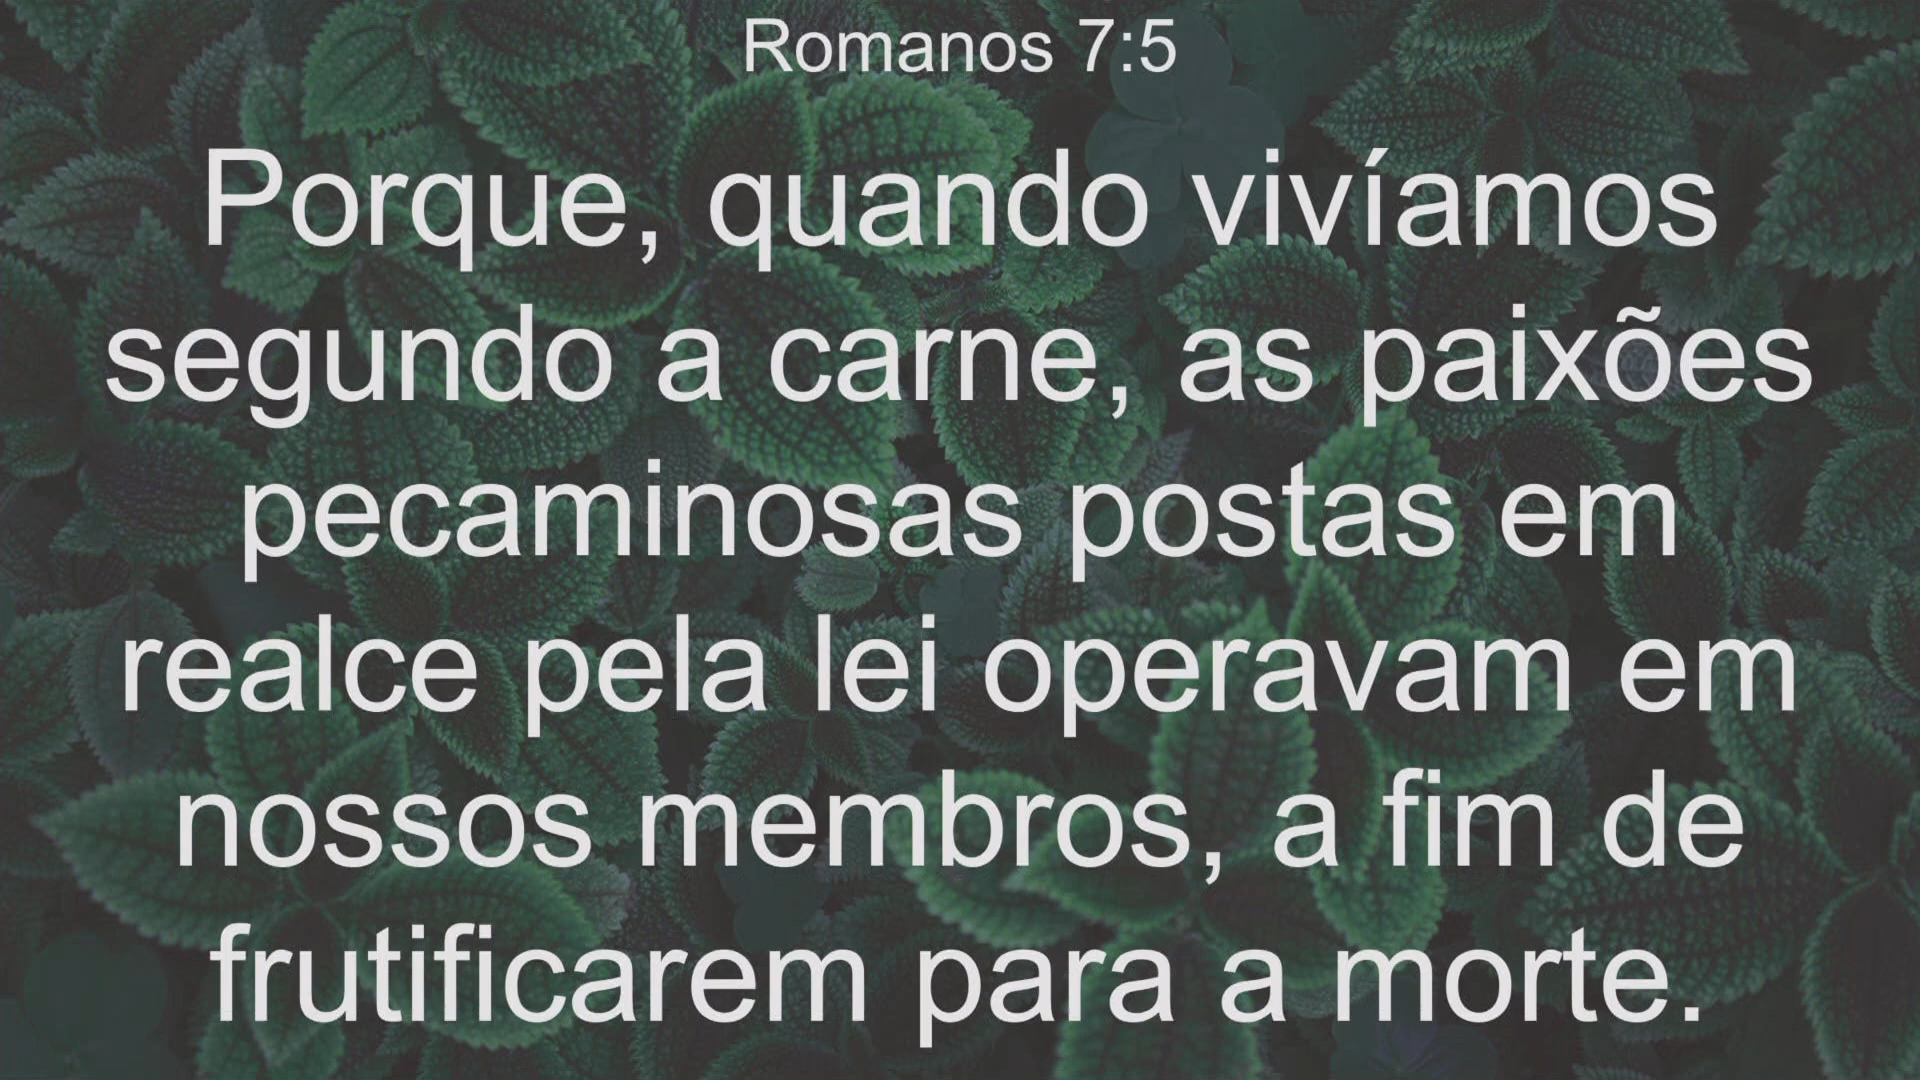 Romanos 7:5
Porque, quando vivíamos
segundo a carne, as paixões
pecaminosas postas em
realce pela lei operavam em
nossos membros, a fim de
frutificarem para a morte.